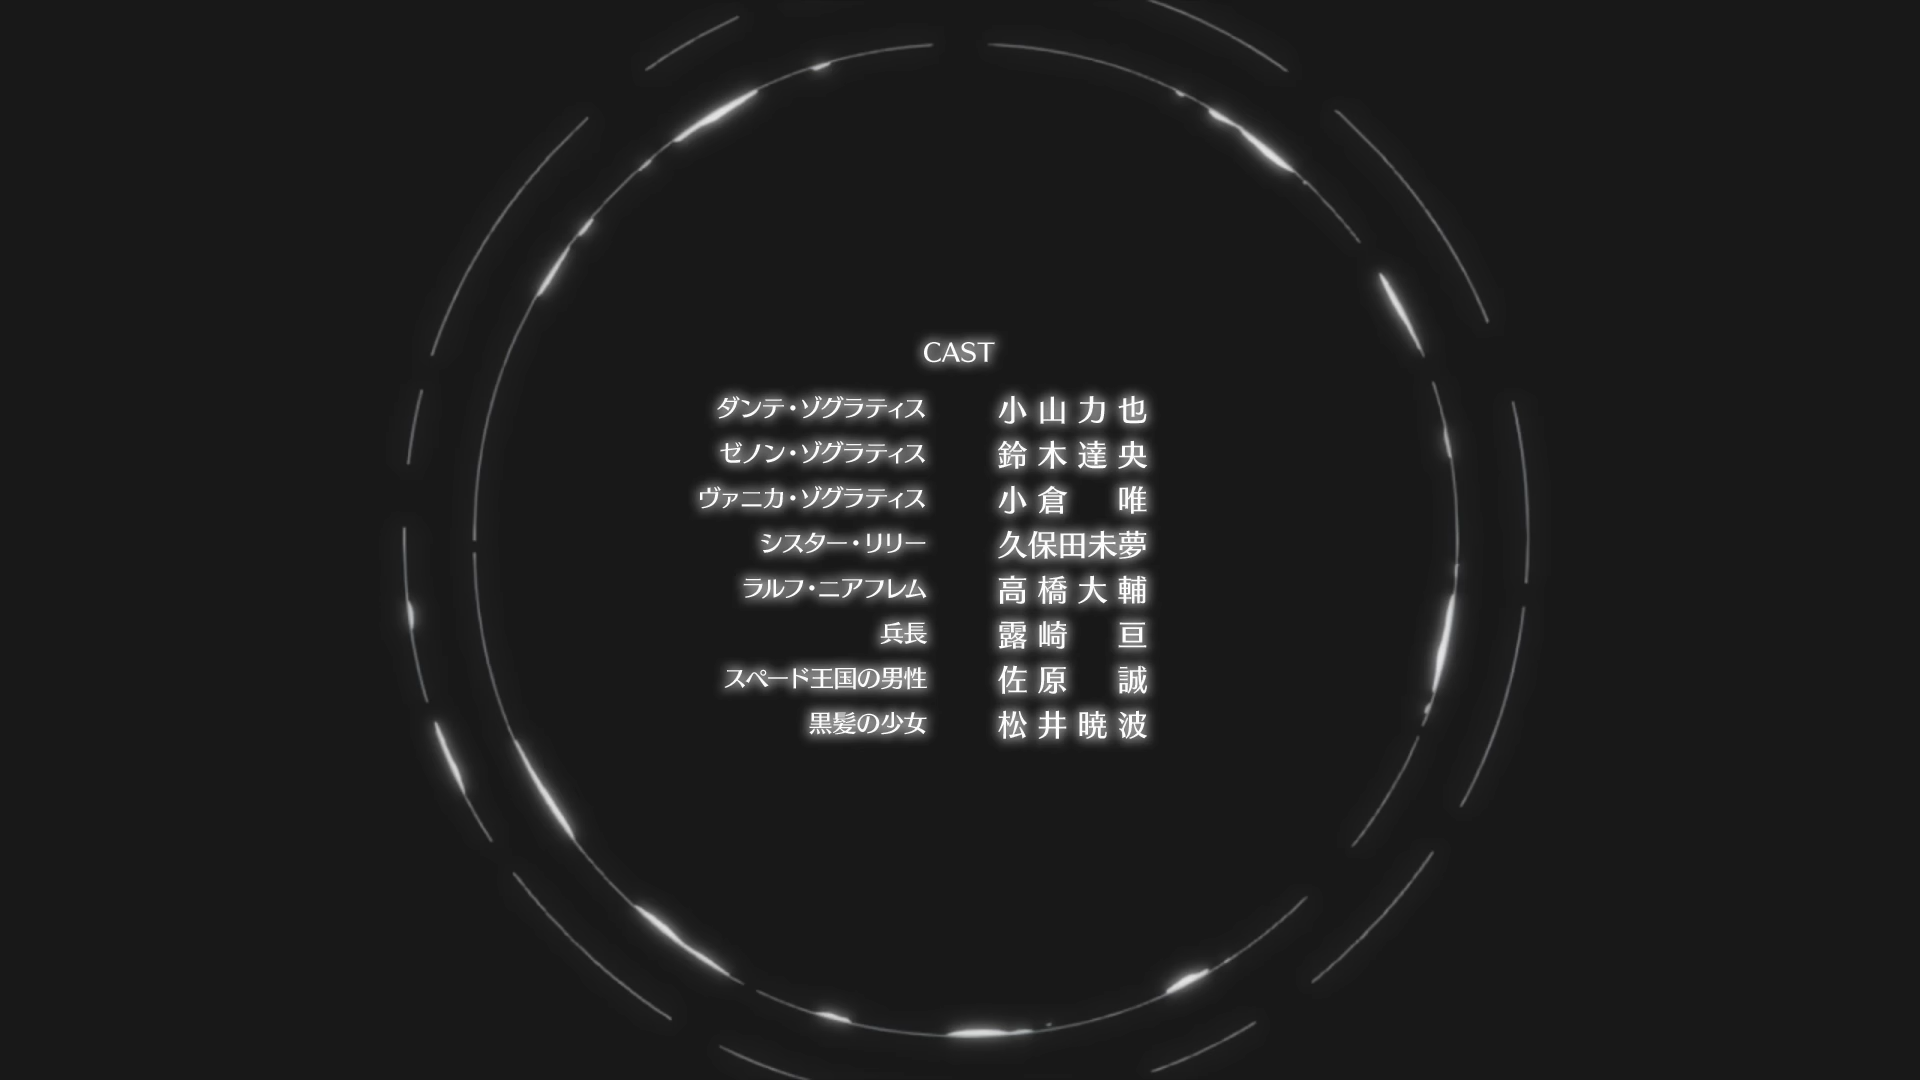 CAST
ダンテ・ゾグラティス 小山力也
ゼノン・ゾグラティス 鈴木達央
ヴァニカ・ゾグラティス 小倉 唯
シスター・リリー 久保田未夢
ラルフ・ニアフレム 高橋大輔
兵長 露崎 亘
スペード王国の男性 佐原 誠
黒髪の少女 松井暁波